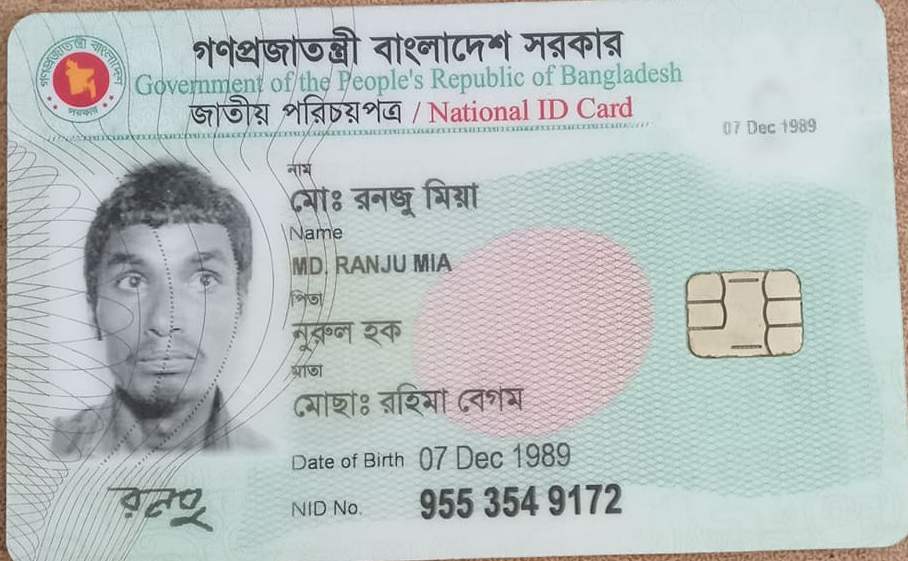 গণপ্রজাতন্ত্রী বাংলাদেশ সরকার
Government of the People's Republic of Bangladesh
জাতীয় পরিচয়পত্র / National ID Card
07 Dec 1989
নাম
মোঃ রনজু মিয়া
Name
MD. RANJU MIA
পিতা
নুরুল হক
মাতা
মোছাঃ রহিমা বেগম
Date of Birth 07 Dec 1989
NID No. 955 354 9172
রনজু